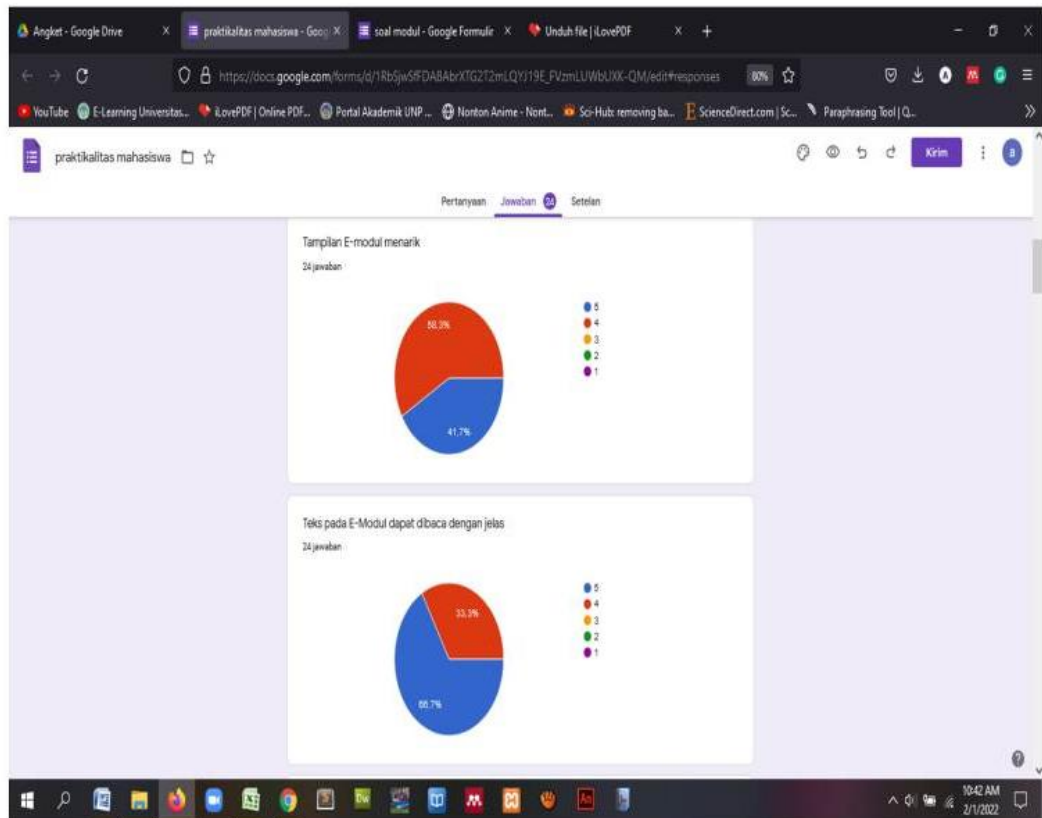 Angket - Google Drive
praktikalitas mahasiswa - Goog
soal modul - Google Formulir
Unduh file | iLovePDF
https://docs.google.com/forms/d/
edit#responses
80%
YouTube
E-Learning Universitas...
iLovePDF | Online PDF...
Portal Akademik UNP ...
Nonton Anime - Nont...
Sci-Hub: removing ba...
ScienceDirect.com | Sc...
Paraphrasing Tool | Q...
praktikalitas mahasiswa
Kirim
a
Pertanyaan
Jawaban 24
Setelan
Tampilan E-modul menarik
24 jawaban
58,3%
41,7%
5
4
3
2
1
Teks pada E-Modul dapat dibaca dengan jelas
24 jawaban
33,3%
66,7%
5
4
3
2
1
10:42 AM
2/1/2022